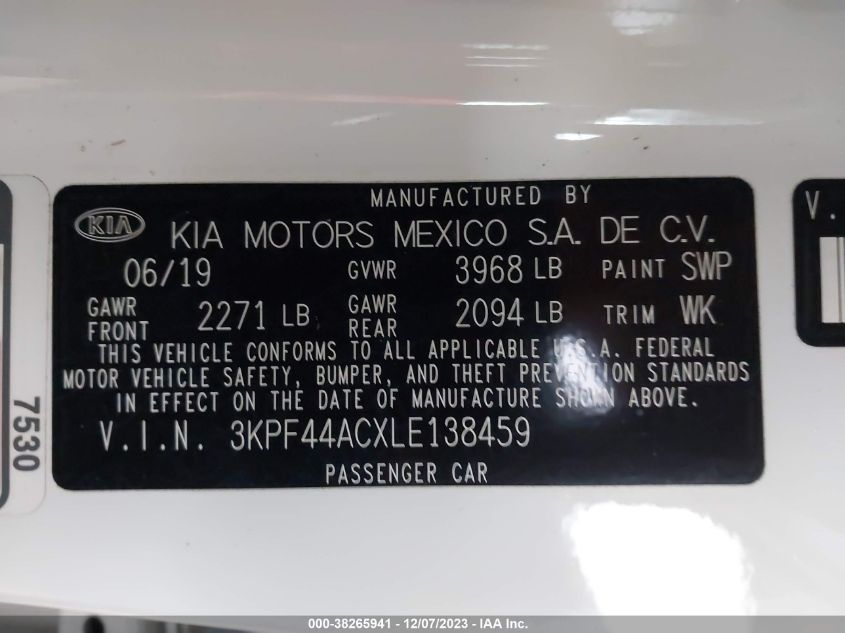 MANUFACTURED BY
KIA
KIA MOTORS MEXICO S.A. DE C.V.
06/19 GVWR 3968 LB PAINT SWP
GAWR FRONT 2271 LB GAWR REAR 2094 LB TRIM WK
THIS VEHICLE CONFORMS TO ALL APPLICABLE U.S.A. FEDERAL
MOTOR VEHICLE SAFETY, BUMPER, AND THEFT PREVENTION STANDARDS
IN EFFECT ON THE DATE OF MANUFACTURE SHOWN ABOVE.
V.I.N. 3KPF44ACXLE138459
PASSENGER CAR
7530
V.
000-38265941 - 12/07/2023 - IAA Inc.